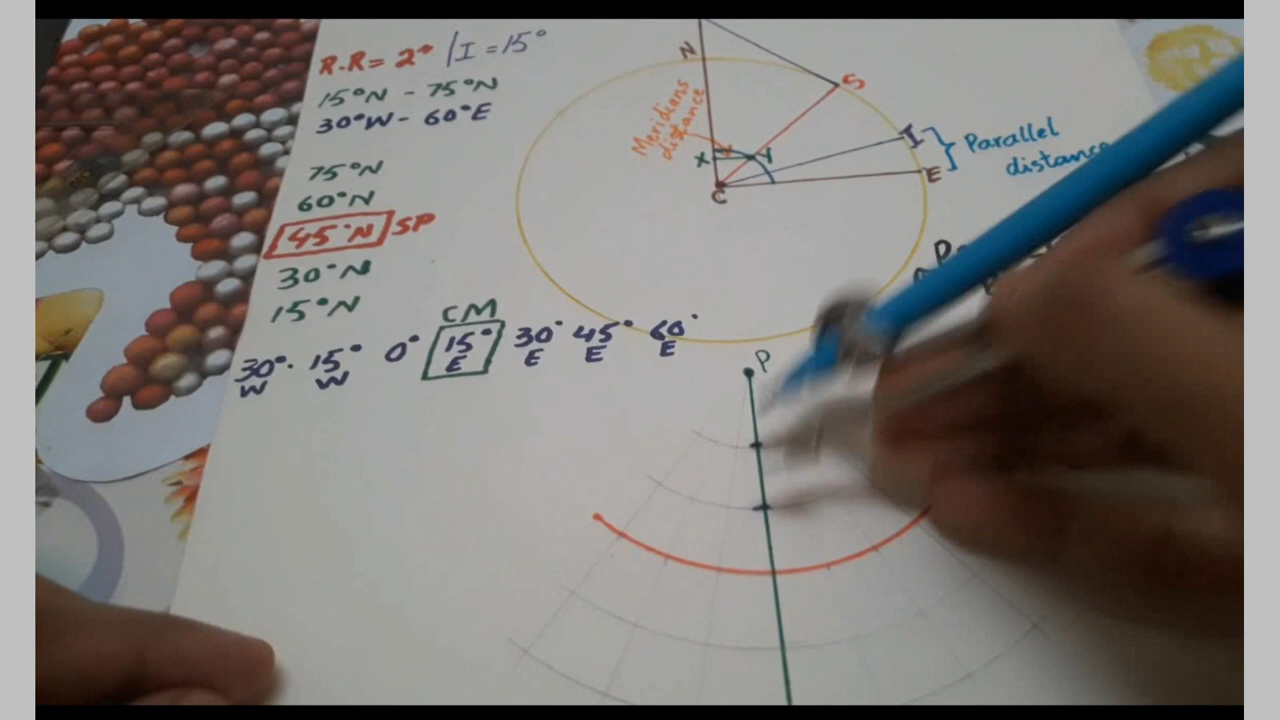 R.R = 2" / I = 15°
15°N - 75°N
30°W - 60°E
75°N
60°N
45°N SP
30°N
15°N
CM
30° W 15° W 0° 15° E 30° E 45° E 60° E
N
S
Meridians distance
I
Parallel distance
X
Y
E
C
P